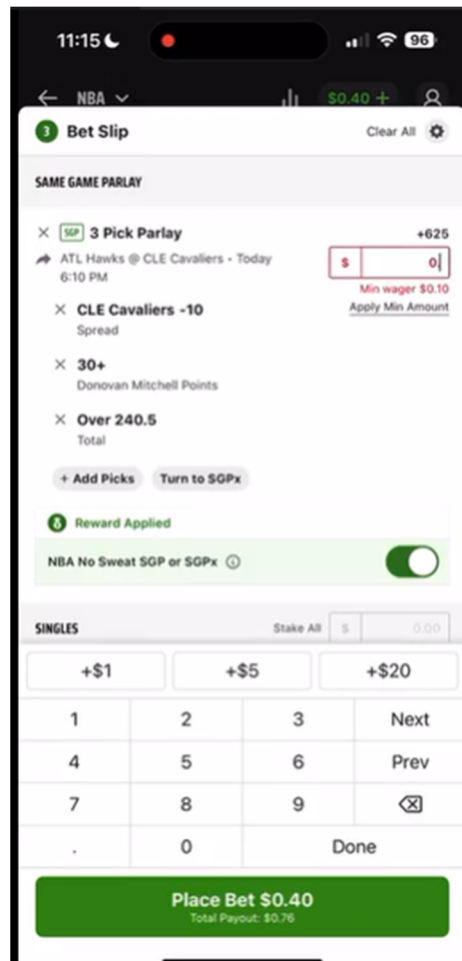 11:15 96
NBA $0.40 +
3 Bet Slip Clear All
SAME GAME PARLAY
SGP 3 Pick Parlay +625
ATL Hawks @ CLE Cavaliers - Today
6:10 PM
$ 0
Min wager $0.10
Apply Min Amount
CLE Cavaliers -10
Spread
30+
Donovan Mitchell Points
Over 240.5
Total
+ Add Picks Turn to SGPx
Reward Applied
NBA No Sweat SGP or SGPx
SINGLES Stake All $ 0.00
+$1 +$5 +$20
1 2 3 Next
4 5 6 Prev
7 8 9
. 0 Done
Place Bet $0.40
Total Payout: $0.76